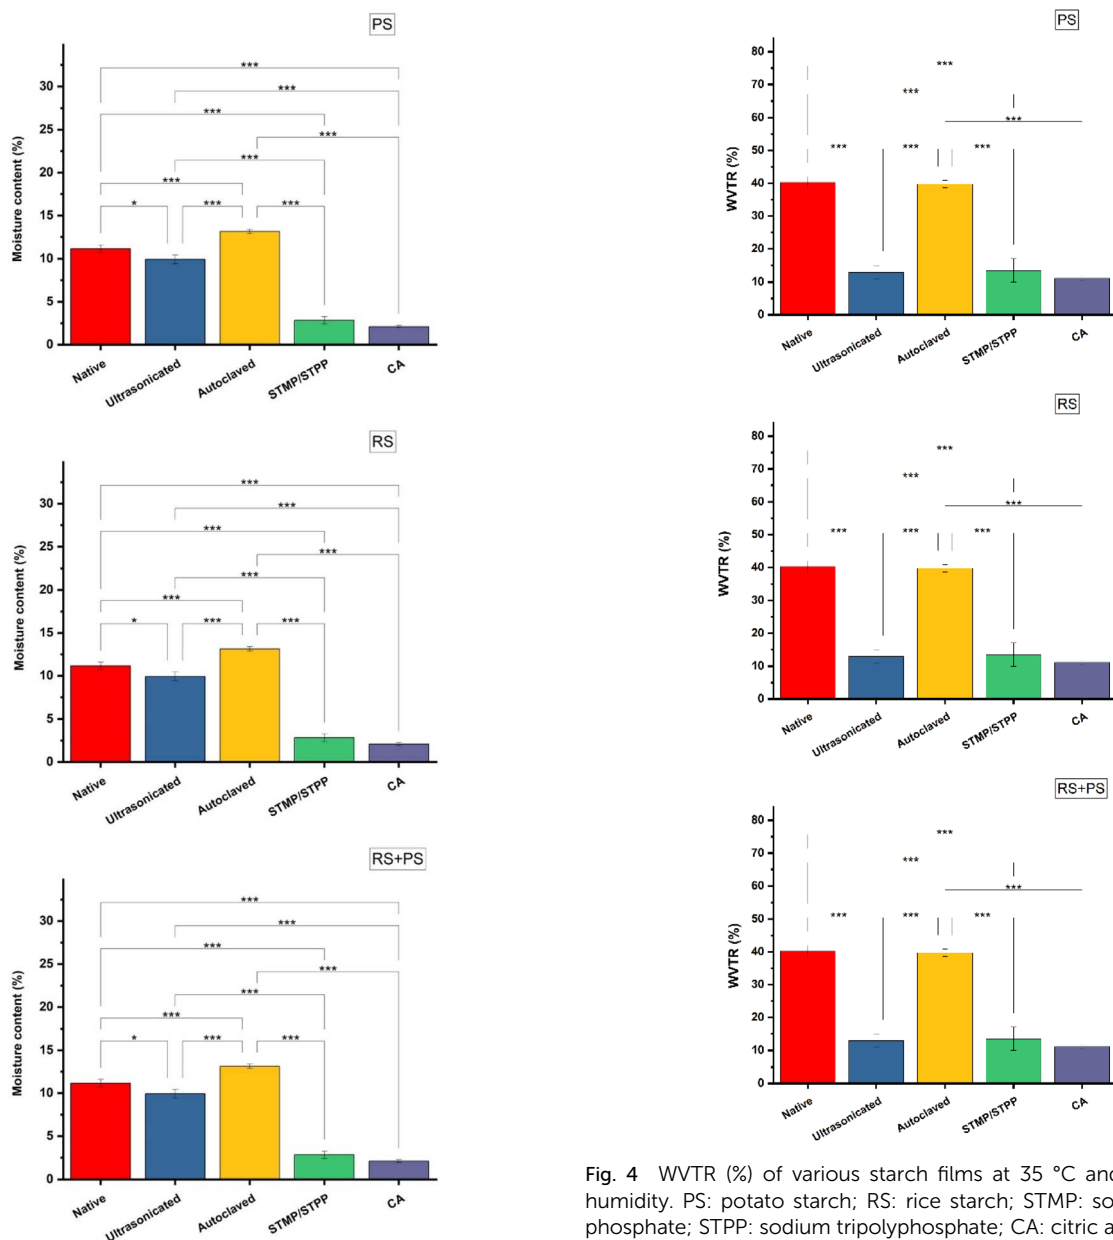 PS
Moisture content (%)
30
25
20
15
10
5
0
***
***
***
***
***
***
*
***
***
Native
Ultrasonicated
Autoclaved
STMP/STPP
CA
RS
Moisture content (%)
30
25
20
15
10
5
0
***
***
***
***
***
***
*
***
***
Native
Ultrasonicated
Autoclaved
STMP/STPP
CA
RS+PS
Moisture content (%)
30
25
20
15
10
5
0
***
***
***
***
***
***
*
***
***
Native
Ultrasonicated
Autoclaved
STMP/STPP
CA
PS
WVTR (%)
80
70
60
50
40
30
20
10
0
***
***
***
***
***
***
Native
Ultrasonicated
Autoclaved
STMP/STPP
CA
RS
WVTR (%)
80
70
60
50
40
30
20
10
0
***
***
***
***
***
***
Native
Ultrasonicated
Autoclaved
STMP/STPP
CA
RS+PS
WVTR (%)
80
70
60
50
40
30
20
10
0
***
***
***
***
***
***
Native
Ultrasonicated
Autoclaved
STMP/STPP
CA
Fig. 4 WVTR (%) of various starch films at 35 °C and
humidity. PS: potato starch; RS: rice starch; STMP: so
phosphate; STPP: sodium tripolyphosphate; CA: citric a